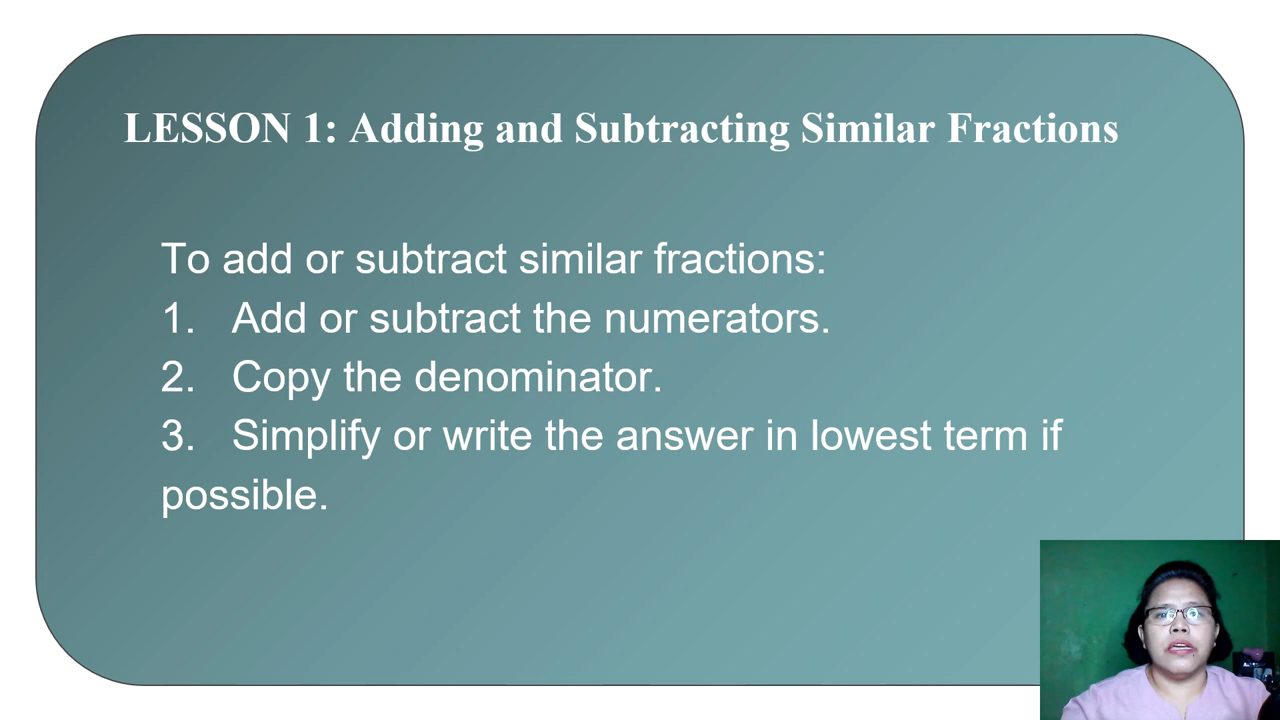 LESSON 1: Adding and Subtracting Similar Fractions
To add or subtract similar fractions:
1. Add or subtract the numerators.
2. Copy the denominator.
3. Simplify or write the answer in lowest term if
possible.